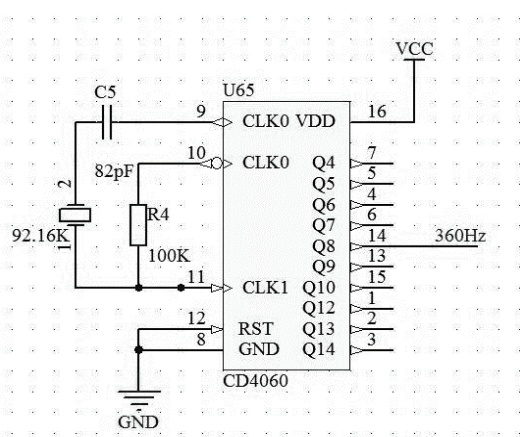 VCC
C5
U65
9
CLK0
VDD
16
82pF
10
CLK0
Q4
7
Q5
5
Q6
4
2
R4
Q7
6
92.16K
Q8
14
360Hz
1
100K
Q9
13
11
CLK1
Q10
15
Q12
1
12
RST
Q13
2
8
GND
Q14
3
CD4060
GND